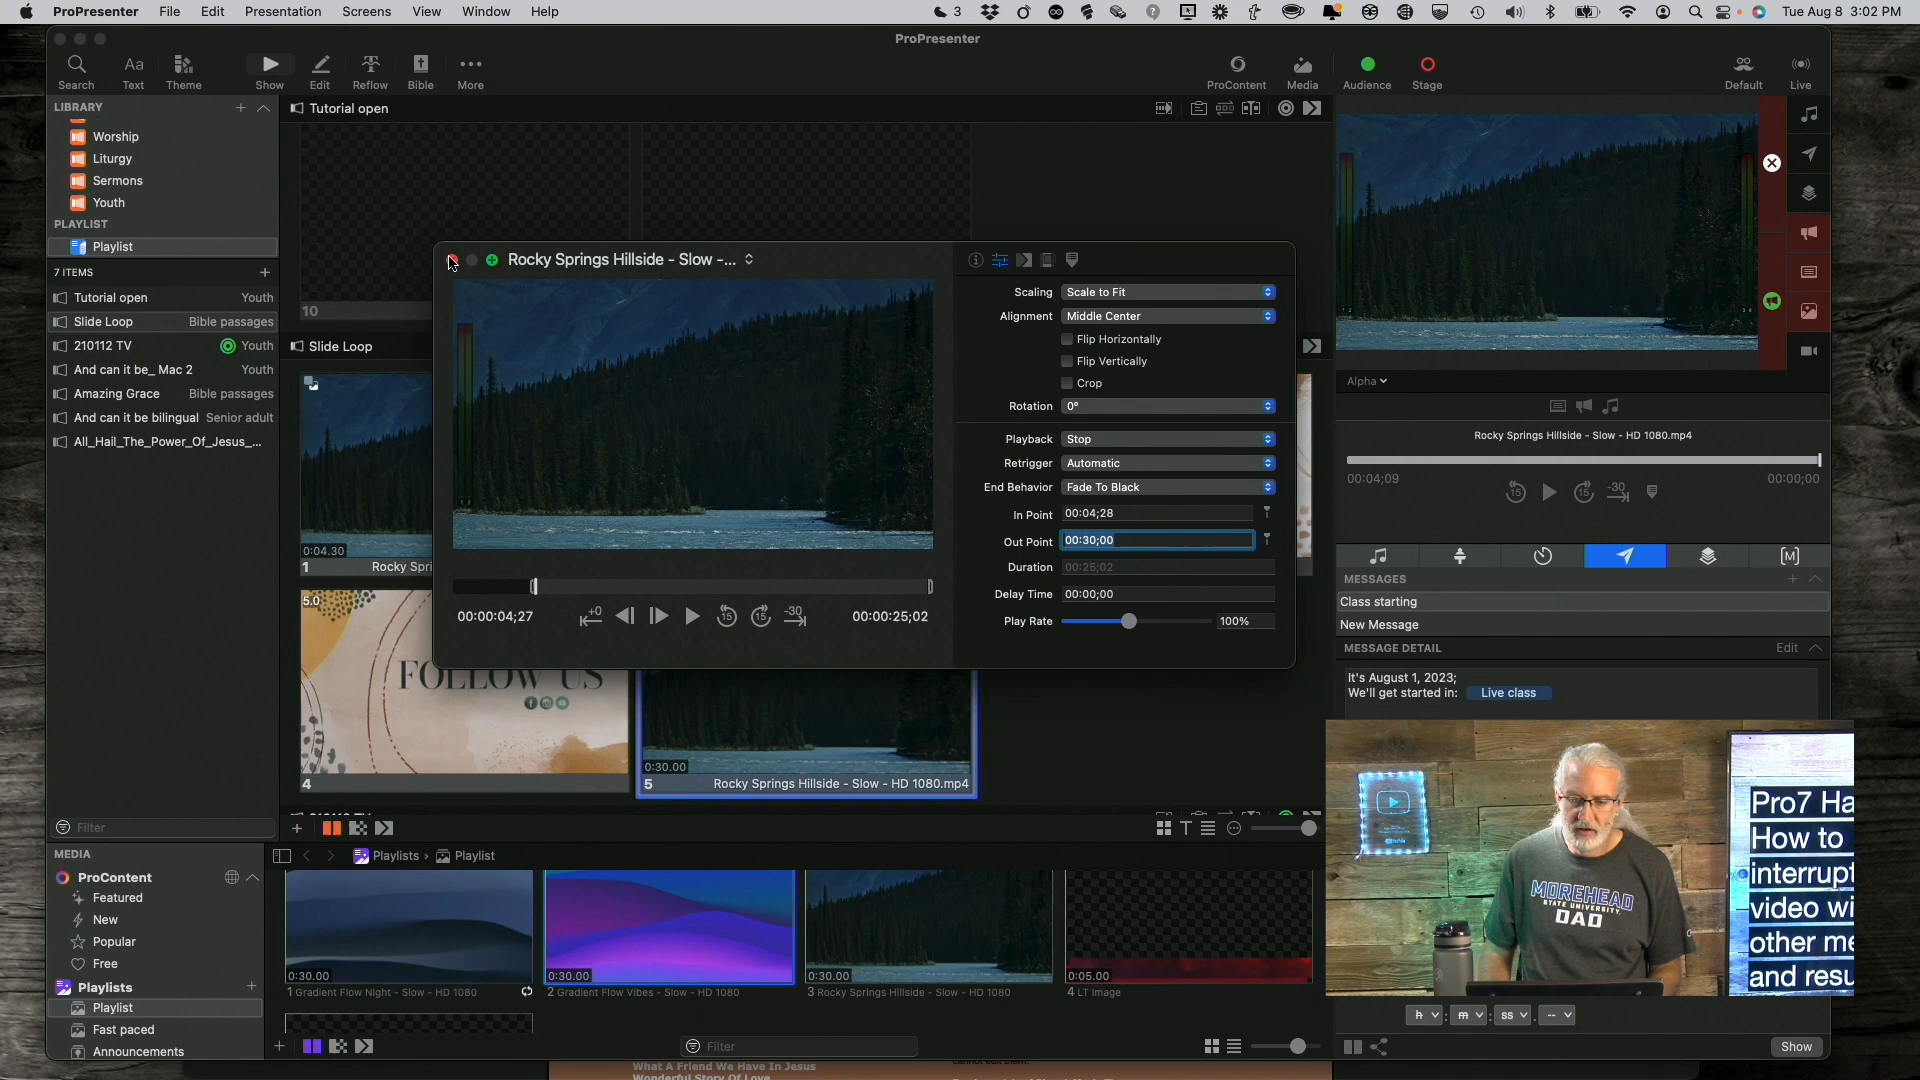 ProPresenter File Edit Presentation Screens View Window Help
3
Tue Aug 8 3:02 PM
ProPresenter
Search Text Theme Show Edit Reflow Bible More ProContent Media Audience Stage Default Live
LIBRARY
Worship
Liturgy
Sermons
Youth
PLAYLIST
Playlist
7 ITEMS
Tutorial open Youth
Slide Loop Bible passages
210112 TV Youth
And can it be_ Mac 2 Youth
Amazing Grace Bible passages
And can it be bilingual Senior adult
All_Hail_The_Power_Of_Jesus_...
Filter
Tutorial open
10
Slide Loop
0:04.30
1 Rocky Spri
5.0
FOLLOW US
4
0:30.00
5 Rocky Springs Hillside - Slow - HD 1080.mp4
210112 TV
Rocky Springs Hillside - Slow -...
00:00:04;27
+0
15
15
-30
00:00:25;02
Scaling Scale to Fit
Alignment Middle Center
Flip Horizontally
Flip Vertically
Crop
Rotation 0°
Playback Stop
Retrigger Automatic
End Behavior Fade To Black
In Point 00:04;28
Out Point 00:30;00
Duration 00:25;02
Delay Time 00:00;00
Play Rate 100%
Alpha
Rocky Springs Hillside - Slow - HD 1080.mp4
00:04;09 00:00;00
15
15
-30
MESSAGES
Class starting
New Message
MESSAGE DETAIL Edit
It's August 1, 2023;
We'll get started in: Live class
MOREHEAD
STATE UNIVERSITY
DAD
Pro7 Ha
How to
interrupt
video wi
other me
and resu
h : m : ss . --
Show
MEDIA
ProContent
Featured
New
Popular
Free
Playlists
Playlist
Fast paced
Announcements
Playlists › Playlist
0:30.00
1 Gradient Flow Night - Slow - HD 1080
0:30.00
2 Gradient Flow Vibes - Slow - HD 1080
0:30.00
3 Rocky Springs Hillside - Slow - HD 1080
0:05.00
4 LT Image
Filter
What A Friend We Have In Jesus
Wonderful Story Of Love